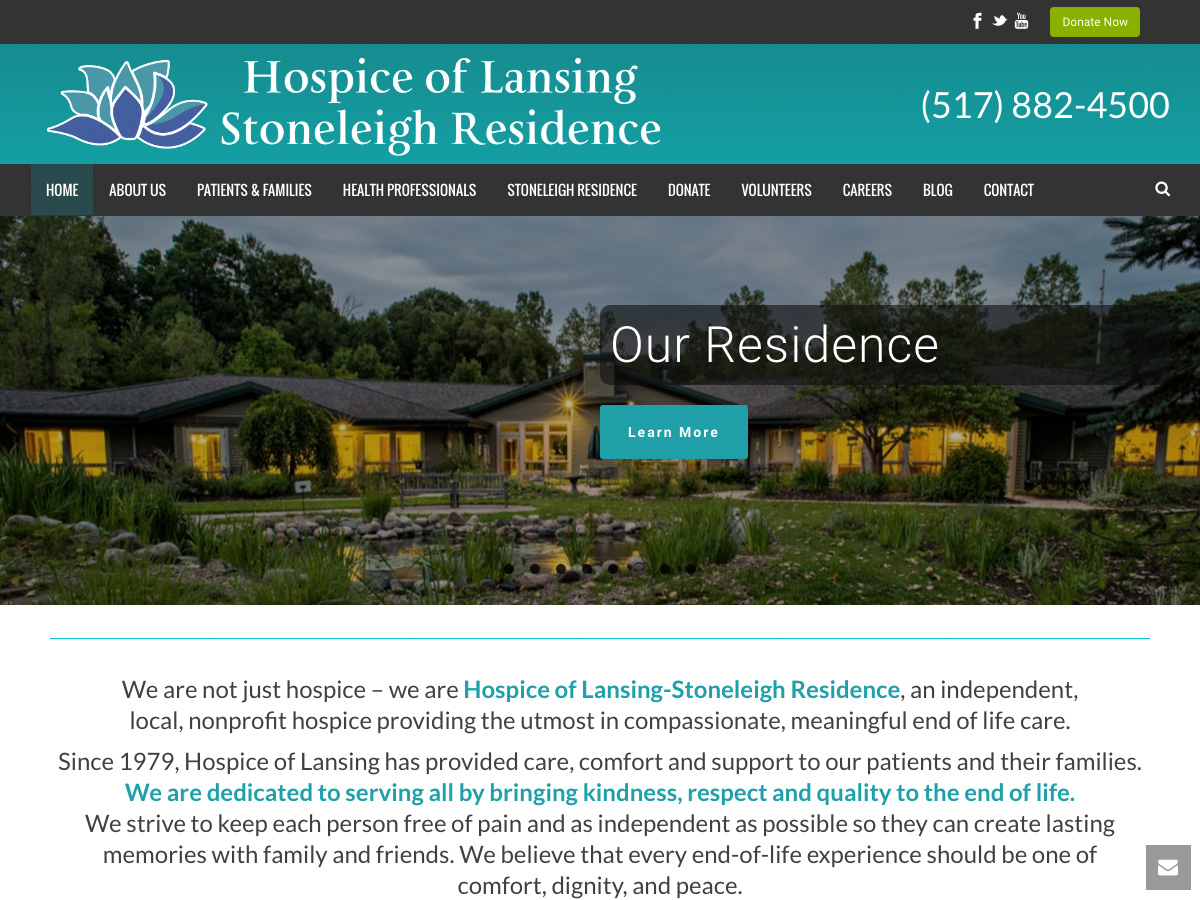 You
Tube
Donate Now
Hospice of Lansing
Stoneleigh Residence
(517) 882-4500
HOME ABOUT US PATIENTS & FAMILIES HEALTH PROFESSIONALS STONELEIGH RESIDENCE DONATE VOLUNTEERS CAREERS BLOG CONTACT
Our Residence
Learn More
We are not just hospice – we are Hospice of Lansing-Stoneleigh Residence, an independent,
local, nonprofit hospice providing the utmost in compassionate, meaningful end of life care.
Since 1979, Hospice of Lansing has provided care, comfort and support to our patients and their families.
We are dedicated to serving all by bringing kindness, respect and quality to the end of life.
We strive to keep each person free of pain and as independent as possible so they can create lasting
memories with family and friends. We believe that every end-of-life experience should be one of
comfort, dignity, and peace.